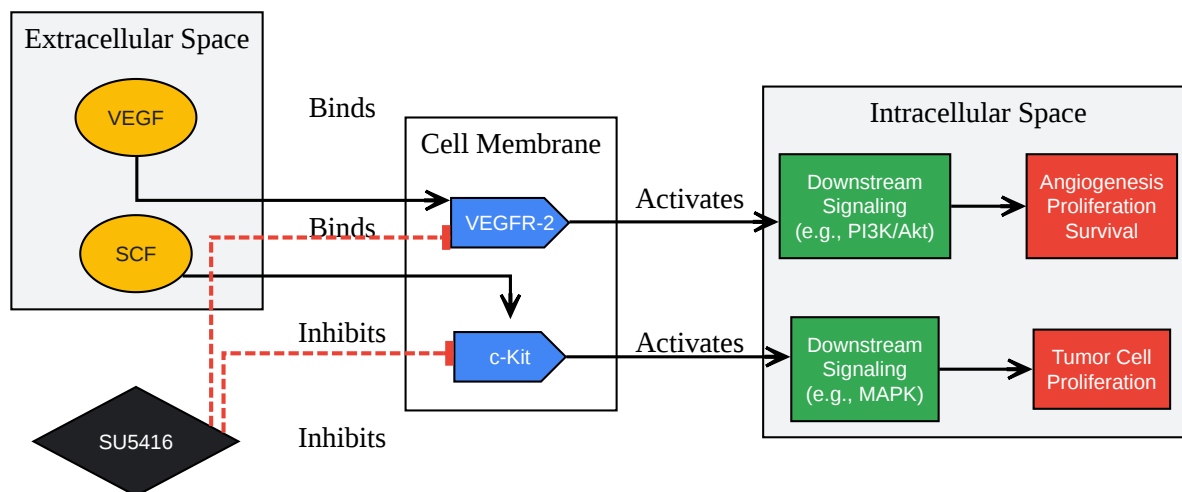 Extracellular Space
VEGF
SCF
Binds
Binds
Inhibits
Inhibits
SU5416
Cell Membrane
VEGFR-2
c-Kit
Activates
Activates
Intracellular Space
Downstream
Signaling
(e.g., PI3K/Akt)
Angiogenesis
Proliferation
Survival
Downstream
Signaling
(e.g., MAPK)
Tumor Cell
Proliferation